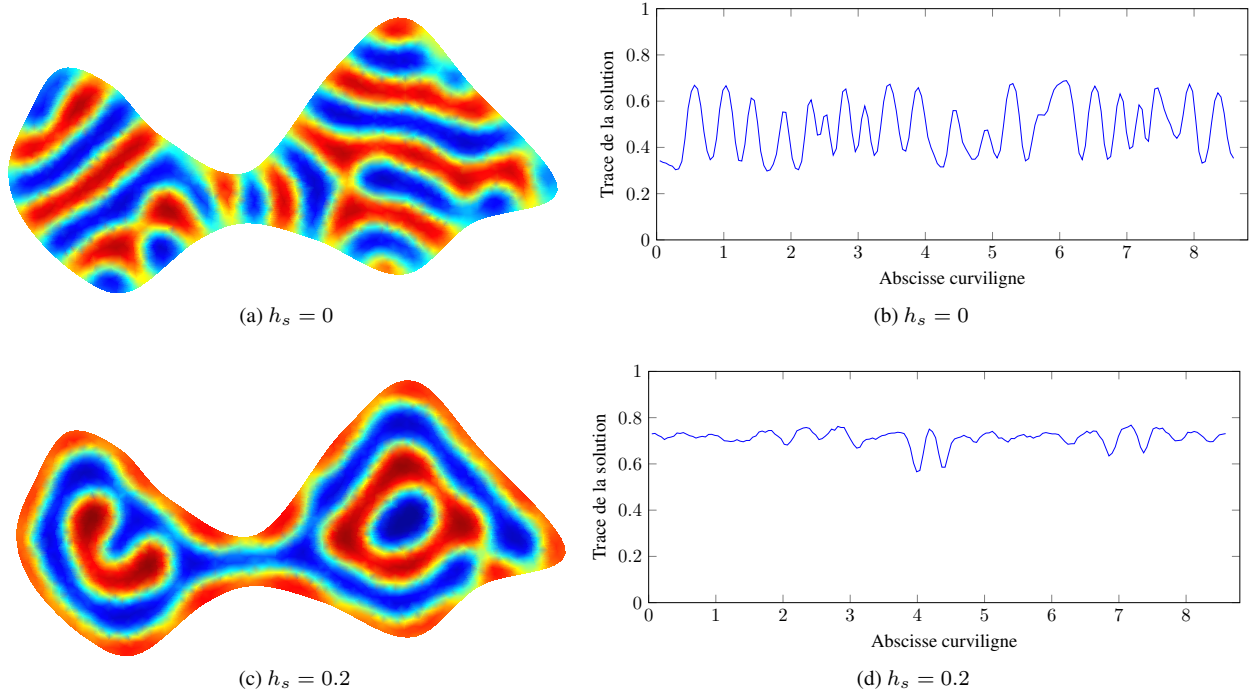 1
0.8
0.6
0.4
0.2
0
Trace de la solution
0 1 2 3 4 5 6 7 8
Abscisse curviligne
(a) h_s = 0
(b) h_s = 0
1
0.8
0.6
0.4
0.2
0
Trace de la solution
0 1 2 3 4 5 6 7 8
Abscisse curviligne
(c) h_s = 0.2
(d) h_s = 0.2